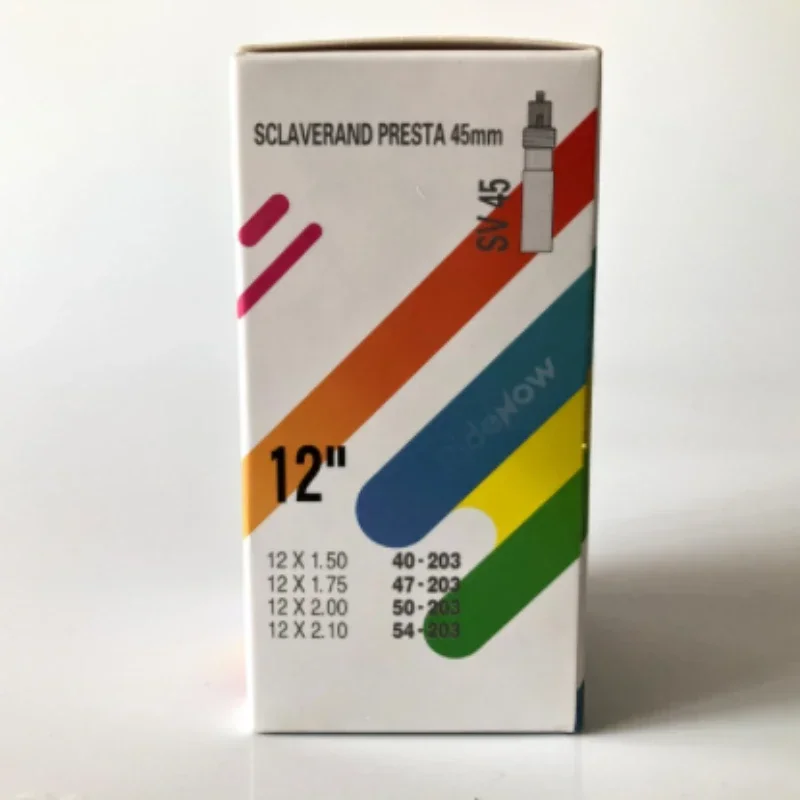 SCLAVERAND PRESTA 45mm
SV 45
12"
12 X 1.50 40-203
12 X 1.75 47-203
12 X 2.00 50-203
12 X 2.10 54-203